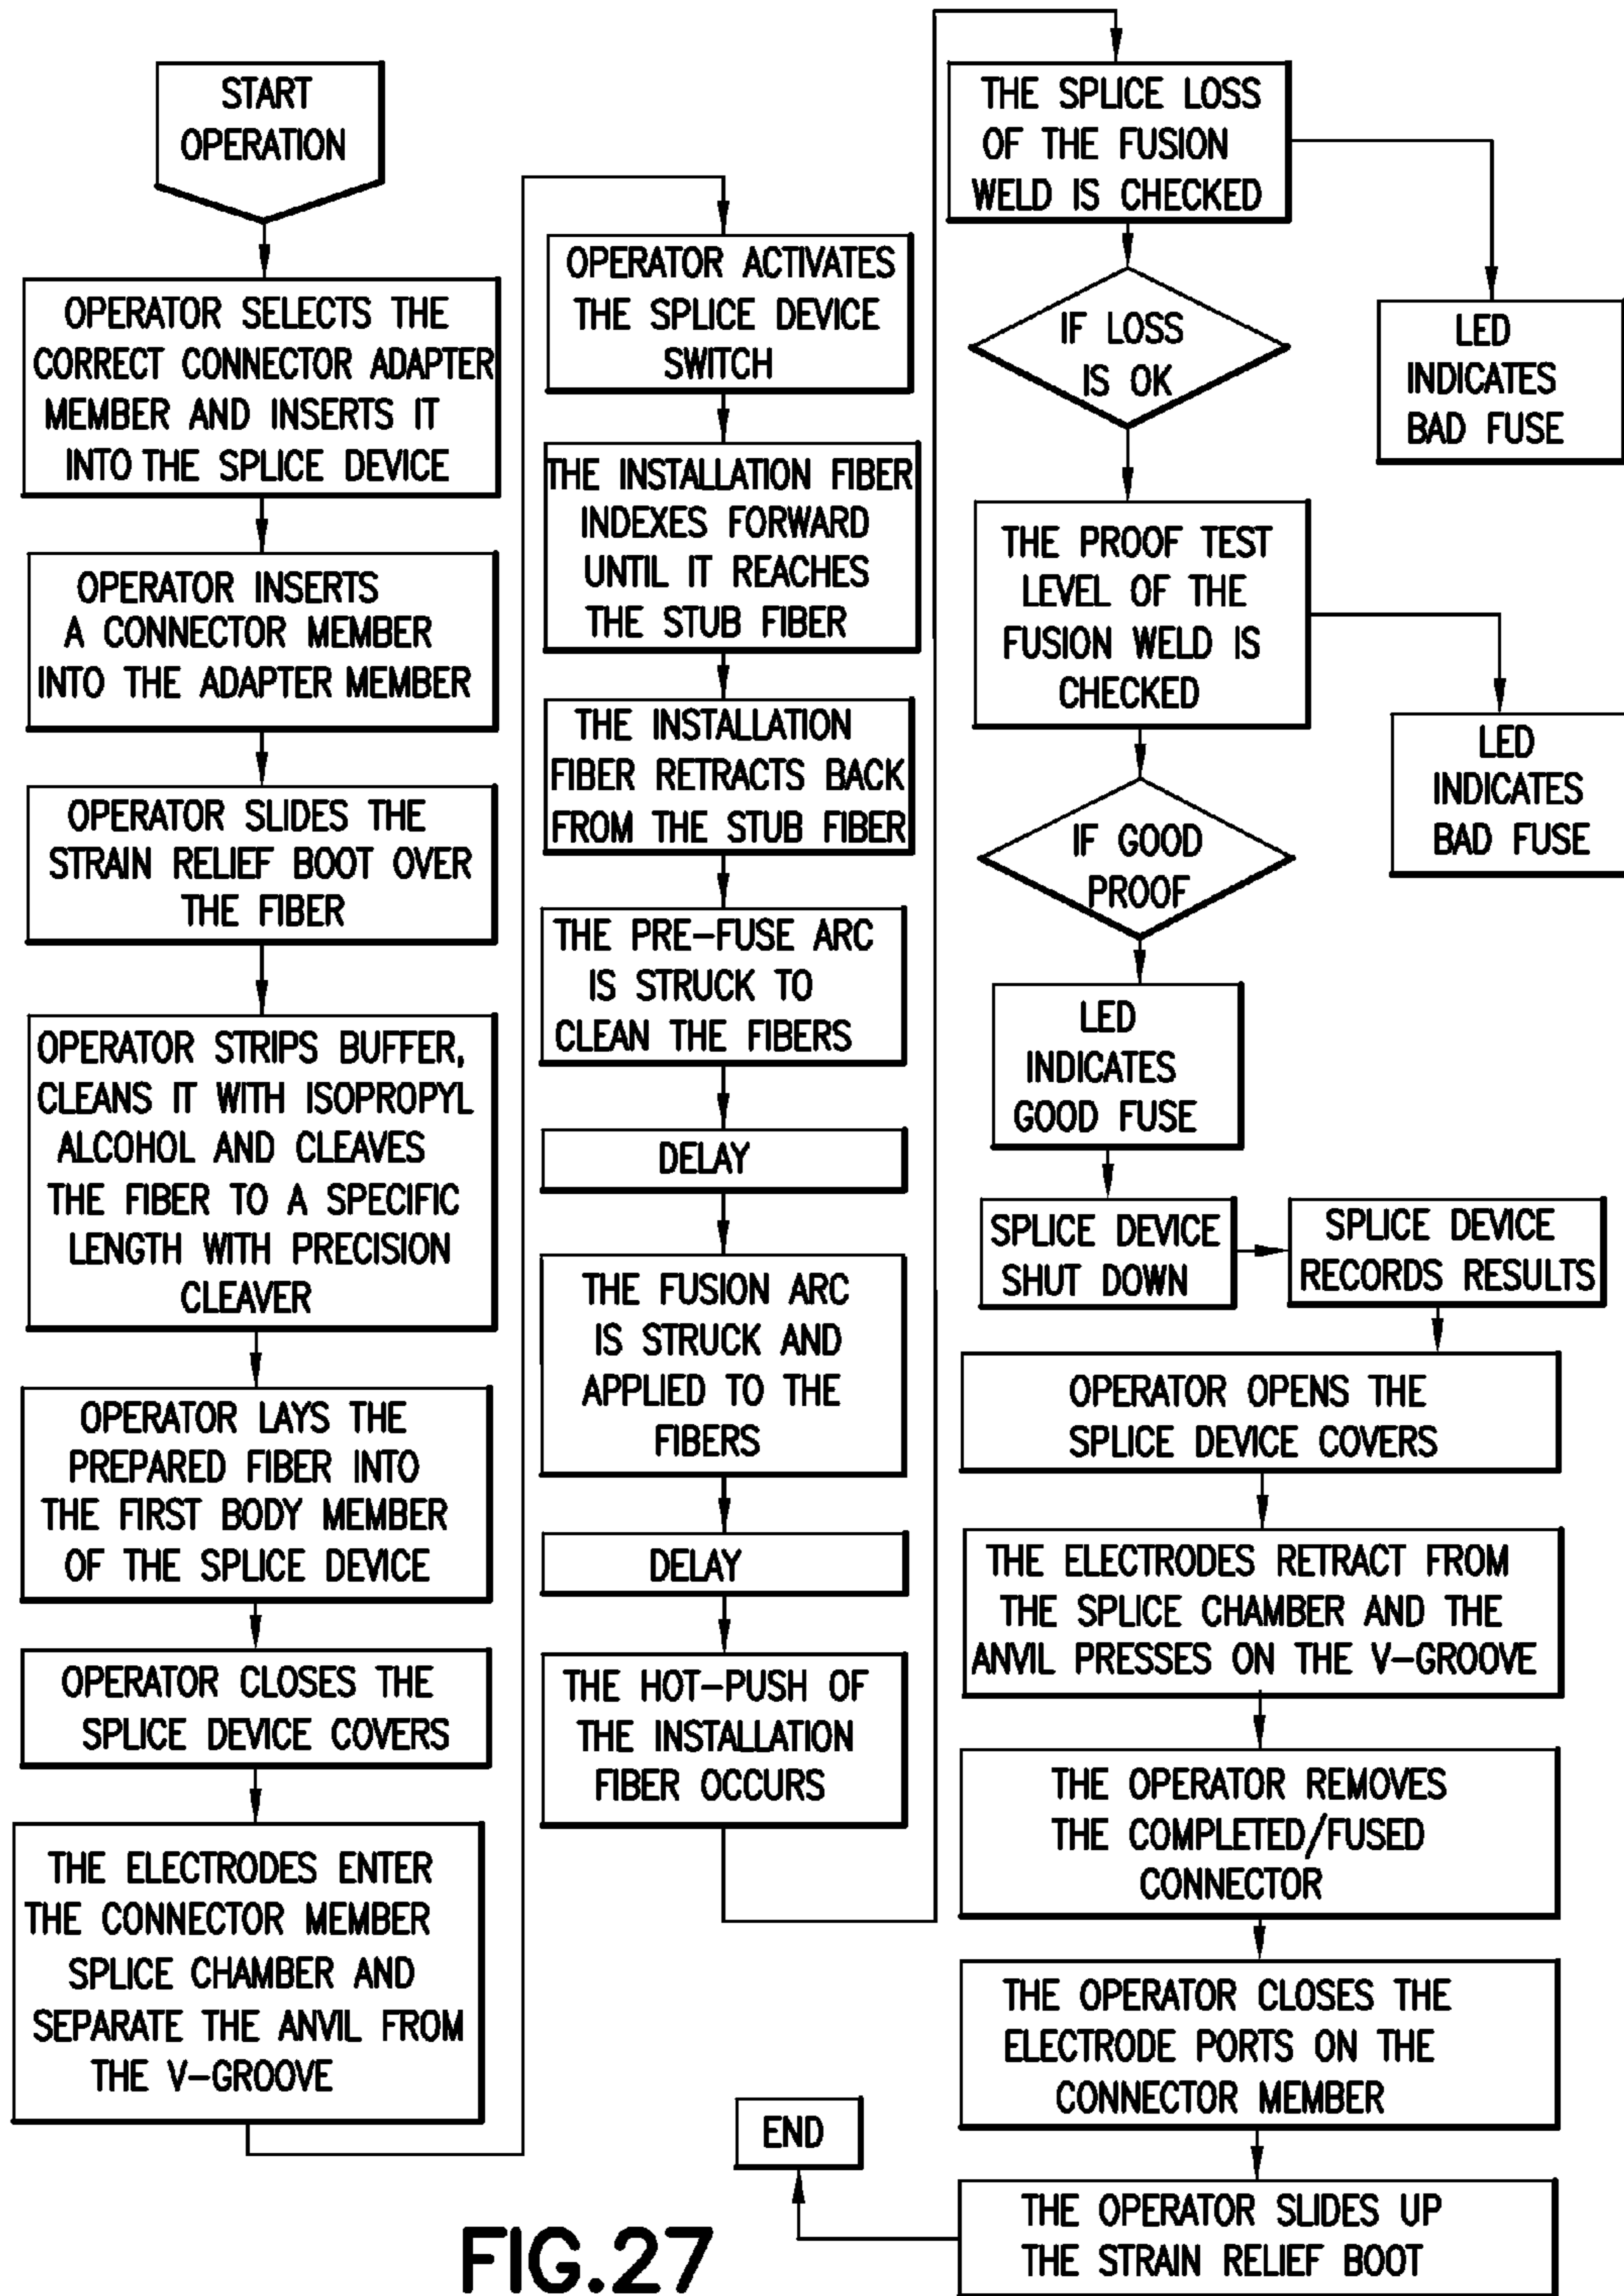 START
OPERATION
OPERATOR SELECTS THE
CORRECT CONNECTOR ADAPTER
MEMBER AND INSERTS IT
INTO THE SPLICE DEVICE
OPERATOR INSERTS
A CONNECTOR MEMBER
INTO THE ADAPTER MEMBER
OPERATOR SLIDES THE
STRAIN RELIEF BOOT OVER
THE FIBER
OPERATOR STRIPS BUFFER,
CLEANS IT WITH ISOPROPYL
ALCOHOL AND CLEAVES
THE FIBER TO A SPECIFIC
LENGTH WITH PRECISION
CLEAVER
OPERATOR LAYS THE
PREPARED FIBER INTO
THE FIRST BODY MEMBER
OF THE SPLICE DEVICE
OPERATOR CLOSES THE
SPLICE DEVICE COVERS
THE ELECTRODES ENTER
THE CONNECTOR MEMBER
SPLICE CHAMBER AND
SEPARATE THE ANVIL FROM
THE V-GROOVE
OPERATOR ACTIVATES
THE SPLICE DEVICE
SWITCH
THE INSTALLATION FIBER
INDEXES FORWARD
UNTIL IT REACHES
THE STUB FIBER
THE INSTALLATION
FIBER RETRACTS BACK
FROM THE STUB FIBER
THE PRE-FUSE ARC
IS STRUCK TO
CLEAN THE FIBERS
DELAY
THE FUSION ARC
IS STRUCK AND
APPLIED TO THE
FIBERS
DELAY
THE HOT-PUSH OF
THE INSTALLATION
FIBER OCCURS
THE SPLICE LOSS
OF THE FUSION
WELD IS CHECKED
IF LOSS
IS OK
LED
INDICATES
BAD FUSE
THE PROOF TEST
LEVEL OF THE
FUSION WELD IS
CHECKED
LED
INDICATES
BAD FUSE
IF GOOD
PROOF
LED
INDICATES
GOOD FUSE
SPLICE DEVICE
SHUT DOWN
SPLICE DEVICE
RECORDS RESULTS
OPERATOR OPENS THE
SPLICE DEVICE COVERS
THE ELECTRODES RETRACT FROM
THE SPLICE CHAMBER AND THE
ANVIL PRESSES ON THE V-GROOVE
THE OPERATOR REMOVES
THE COMPLETED/FUSED
CONNECTOR
THE OPERATOR CLOSES THE
ELECTRODE PORTS ON THE
CONNECTOR MEMBER
THE OPERATOR SLIDES UP
THE STRAIN RELIEF BOOT
END
FIG.27